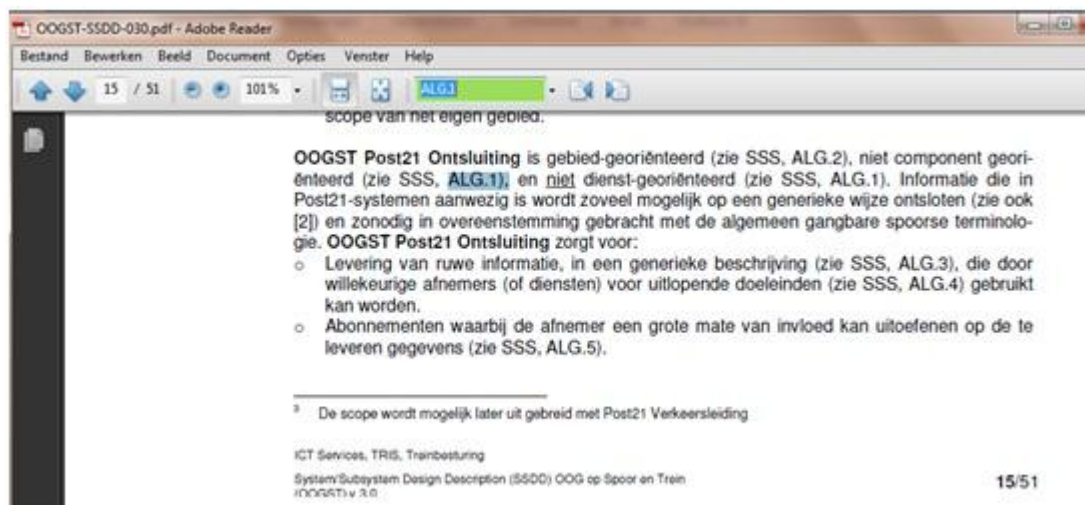 OOGST-SSDD-030.pdf - Adobe Reader
Bestand Bewerken Beeld Document Opties Venster Help
15 / 51 101% ALG.1
scope van het eigen gebied.
OOGST Post21 Ontsluiting is gebied-georiënteerd (zie SSS, ALG.2), niet component geori-
ënteerd (zie SSS, ALG.1), en niet dienst-georiënteerd (zie SSS, ALG.1). Informatie die in
Post21-systemen aanwezig is wordt zoveel mogelijk op een generieke wijze ontsloten (zie ook
[2]) en zonodig in overeenstemming gebracht met de algemeen gangbare spoorse terminolo-
gie. OOGST Post21 Ontsluiting zorgt voor:
o Levering van ruwe informatie, in een generieke beschrijving (zie SSS, ALG.3), die door
willekeurige afnemers (of diensten) voor uitlopende doeleinden (zie SSS, ALG.4) gebruikt
kan worden.
o Abonnementen waarbij de afnemer een grote mate van invloed kan uitoefenen op de te
leveren gegevens (zie SSS, ALG.5).
3 De scope wordt mogelijk later uit gebreid met Post21 Verkeersleiding
ICT Services, TRIS, Treinbesturing
System/Subsystem Design Description (SSDD) OOG op Spoor en Trein
(OOGST) v 3.0
15/51